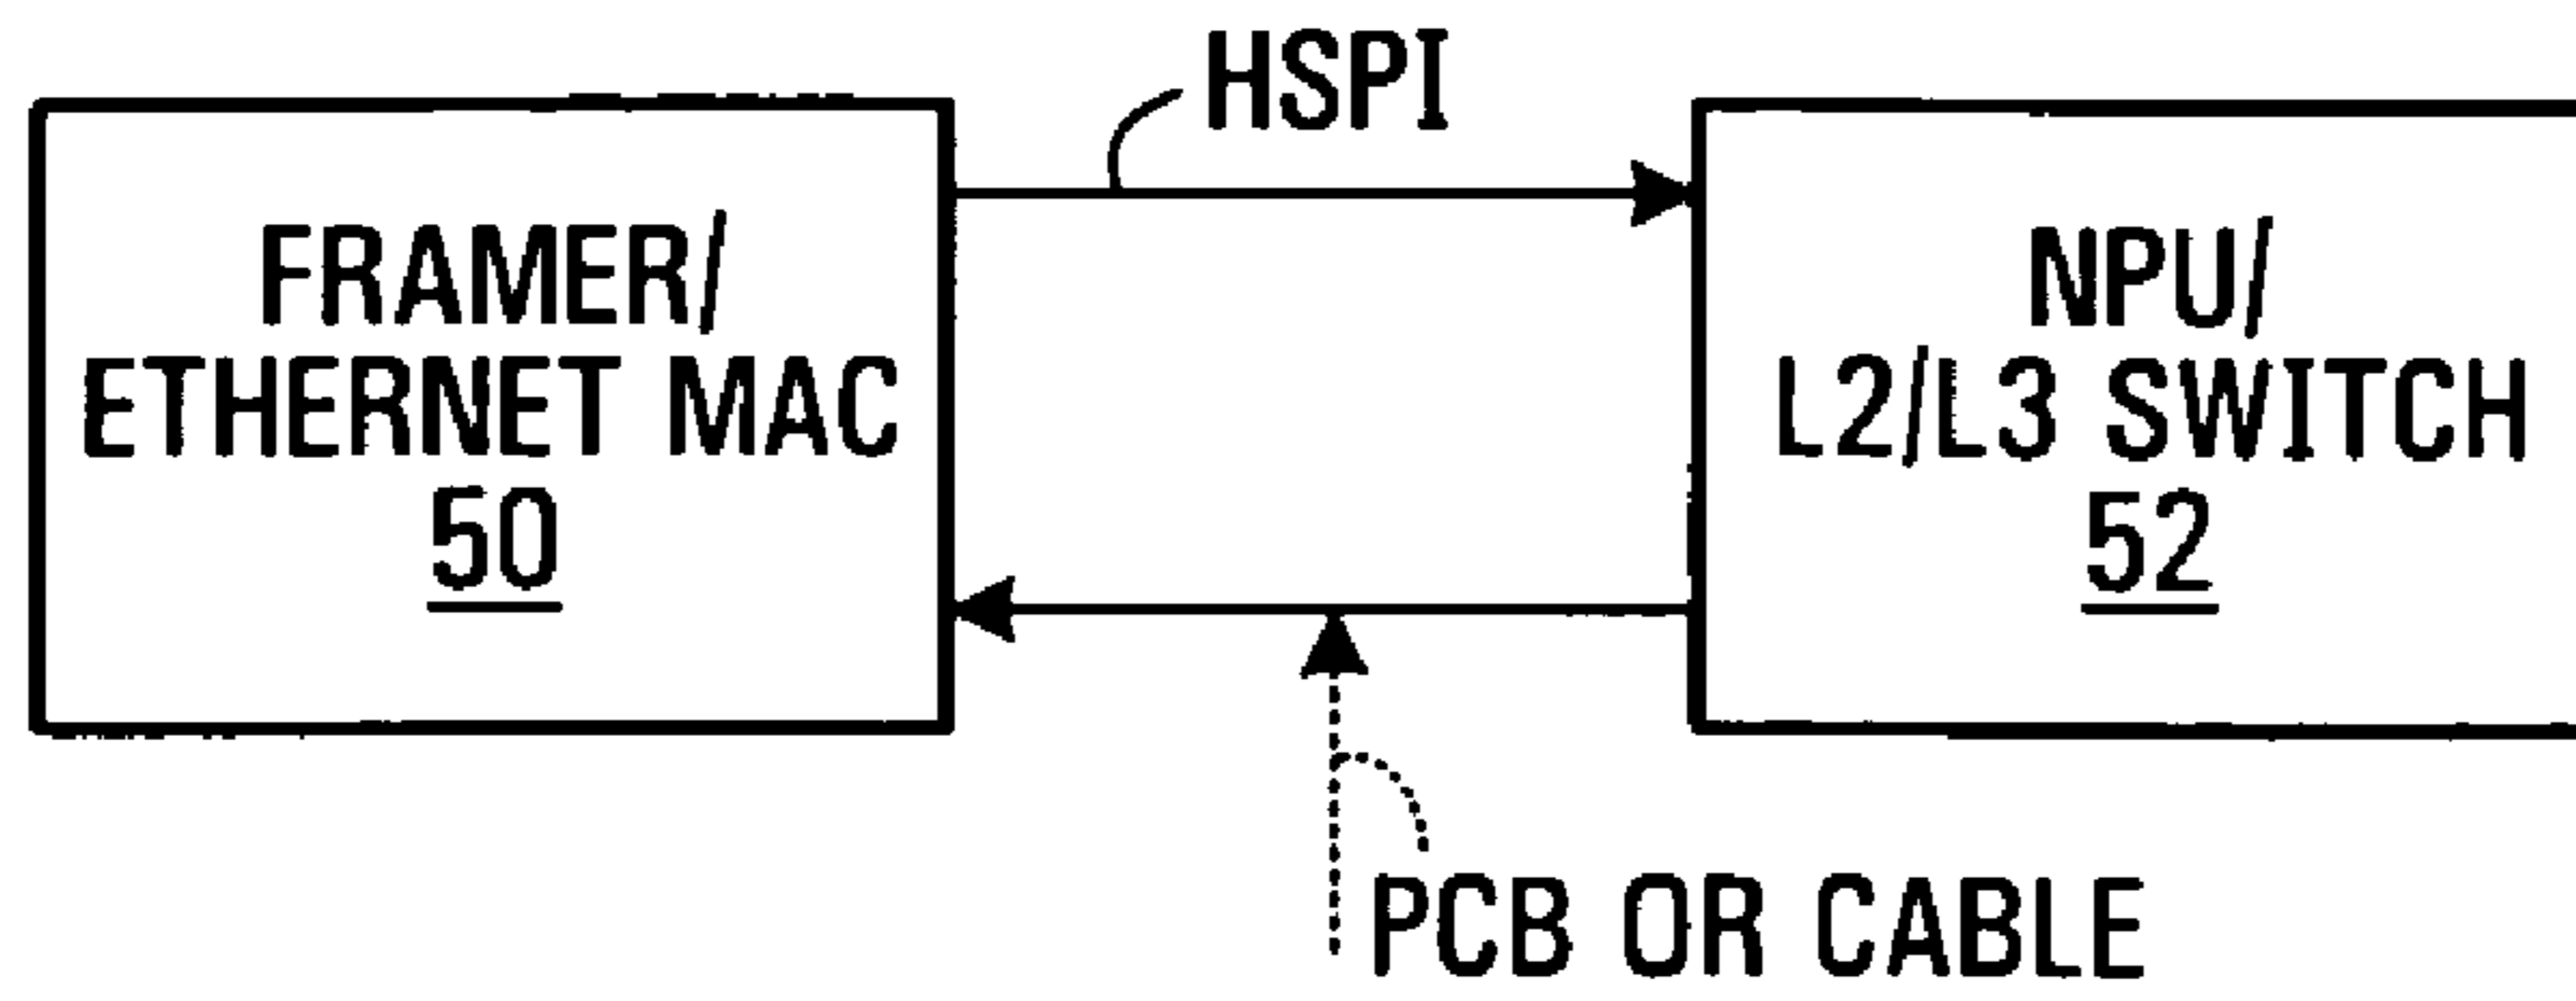 HSPI
FRAMER/
ETHERNET MAC
50
NPU/
L2/L3 SWITCH
52
PCB OR CABLE